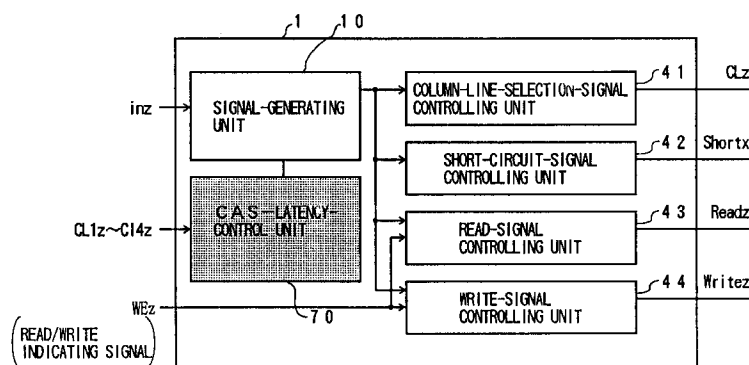 1
10
41
CLz
COLUMN-LINE-SELECTION-SIGNAL
CONTROLLING UNIT
SIGNAL-GENERATING
UNIT
inz
42
Shortx
SHORT-CIRCUIT-SIGNAL
CONTROLLING UNIT
CAS-LATENCY-
CONTROL UNIT
CL1z~Cl4z
43
Readz
READ-SIGNAL
CONTROLLING UNIT
44
Writez
WEz
70
WRITE-SIGNAL
CONTROLLING UNIT
(READ/WRITE
INDICATING SIGNAL)